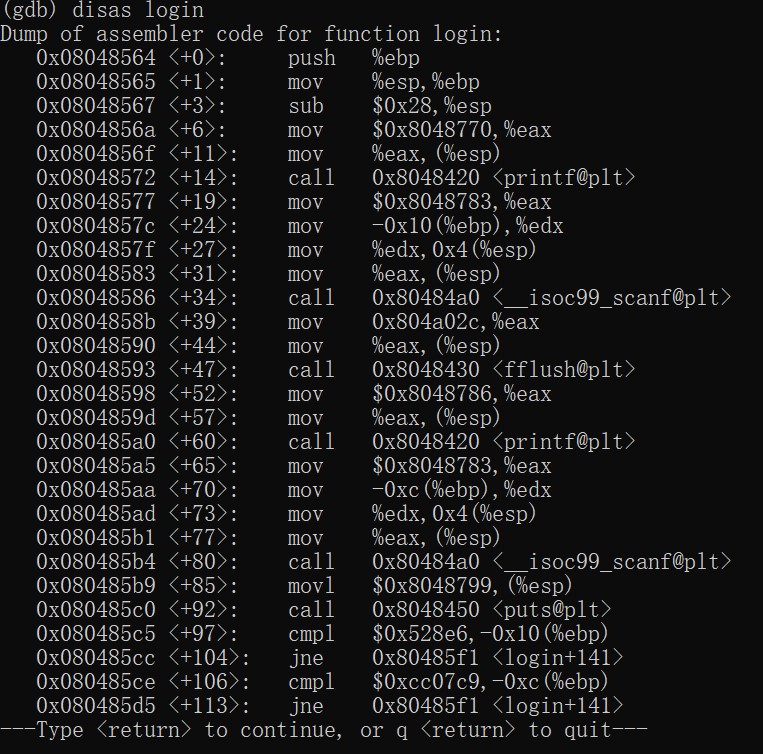 (gdb) disas login
Dump of assembler code for function login:
   0x08048564 <+0>:     push   %ebp
   0x08048565 <+1>:     mov    %esp,%ebp
   0x08048567 <+3>:     sub    $0x28,%esp
   0x0804856a <+6>:     mov    $0x8048770,%eax
   0x0804856f <+11>:    mov    %eax,(%esp)
   0x08048572 <+14>:    call   0x8048420 <printf@plt>
   0x08048577 <+19>:    mov    $0x8048783,%eax
   0x0804857c <+24>:    mov    -0x10(%ebp),%edx
   0x0804857f <+27>:    mov    %edx,0x4(%esp)
   0x08048583 <+31>:    mov    %eax,(%esp)
   0x08048586 <+34>:    call   0x80484a0 <__isoc99_scanf@plt>
   0x0804858b <+39>:    mov    0x804a02c,%eax
   0x08048590 <+44>:    mov    %eax,(%esp)
   0x08048593 <+47>:    call   0x8048430 <fflush@plt>
   0x08048598 <+52>:    mov    $0x8048786,%eax
   0x0804859d <+57>:    mov    %eax,(%esp)
   0x080485a0 <+60>:    call   0x8048420 <printf@plt>
   0x080485a5 <+65>:    mov    $0x8048783,%eax
   0x080485aa <+70>:    mov    -0xc(%ebp),%edx
   0x080485ad <+73>:    mov    %edx,0x4(%esp)
   0x080485b1 <+77>:    mov    %eax,(%esp)
   0x080485b4 <+80>:    call   0x80484a0 <__isoc99_scanf@plt>
   0x080485b9 <+85>:    movl   $0x8048799,(%esp)
   0x080485c0 <+92>:    call   0x8048450 <puts@plt>
   0x080485c5 <+97>:    cmpl   $0x528e6,-0x10(%ebp)
   0x080485cc <+104>:   jne    0x80485f1 <login+141>
   0x080485ce <+106>:   cmpl   $0xcc07c9,-0xc(%ebp)
   0x080485d5 <+113>:   jne    0x80485f1 <login+141>
---Type <return> to continue, or q <return> to quit---